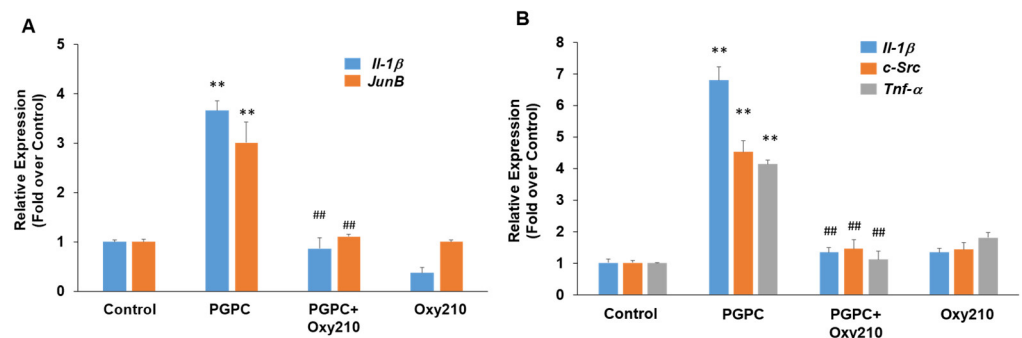 A
Relative Expression
(Fold over Control)
5
4
3
2
1
0
Il-1β
JunB
**
**
##
##
Control
PGPC
PGPC+
Oxy210
Oxy210
B
Relative Expression
(Fold over Control)
8
7
6
5
4
3
2
1
0
Il-1β
c-Src
Tnf-α
**
**
**
##
##
##
Control
PGPC
PGPC+
Oxy210
Oxy210